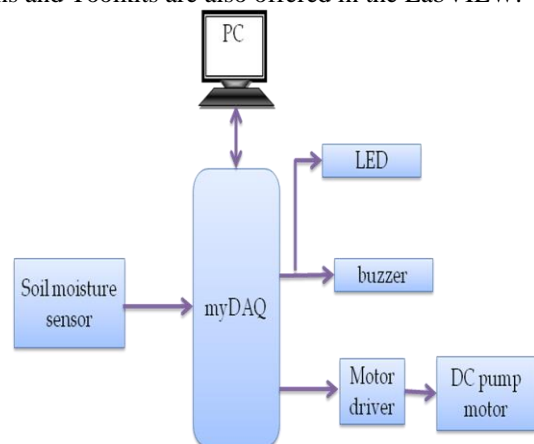 and Toolkits are also offered in the LabVIEW.
PC
LED
Soil moisture
sensor
myDAQ
buzzer
Motor
driver
DC pump
motor